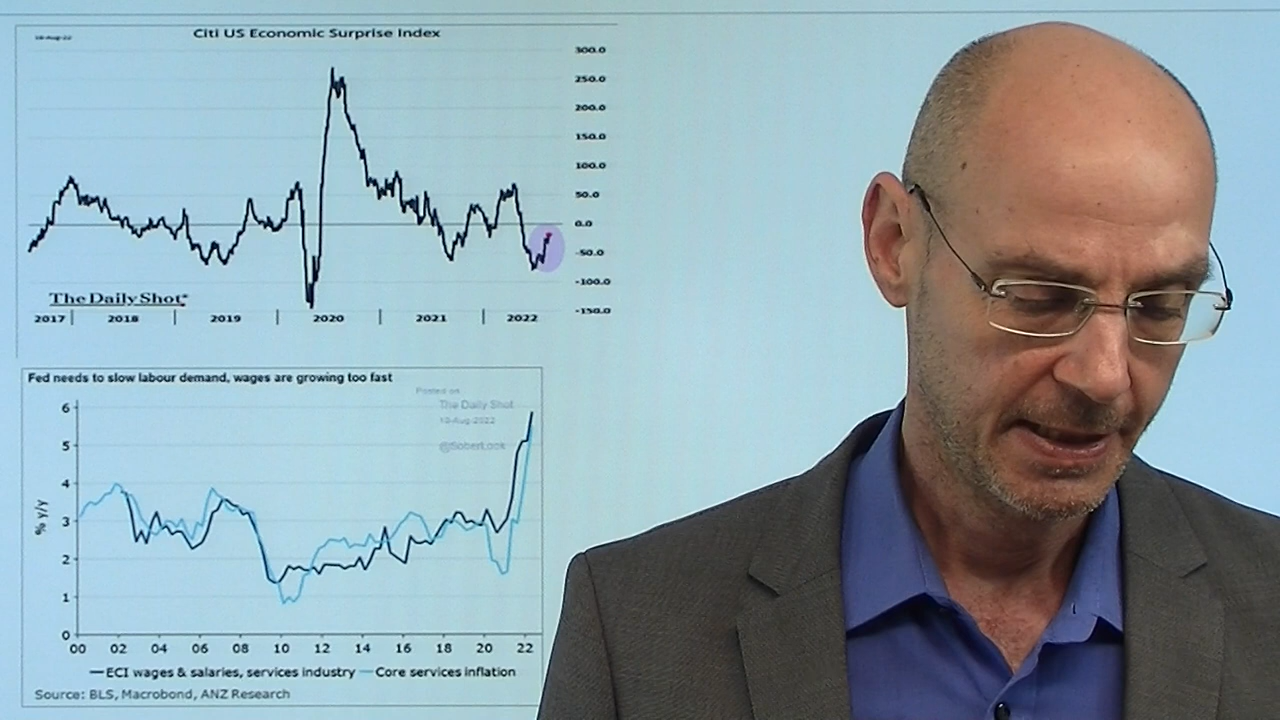 Citi US Economic Surprise Index
300.0
250.0
200.0
150.0
100.0
50.0
0.0
-50.0
-100.0
-150.0
The Daily Shot®
2017 | 2018 | 2019 | 2020 | 2021 | 2022
Fed needs to slow labour demand, wages are growing too fast
Posted on
The Daily Shot
@SoberLook
% y/y
6
5
4
3
2
1
0
00 02 04 06 08 10 12 14 16 18 20 22
ECI wages & salaries, services industry Core services inflation
Source: BLS, Macrobond, ANZ Research